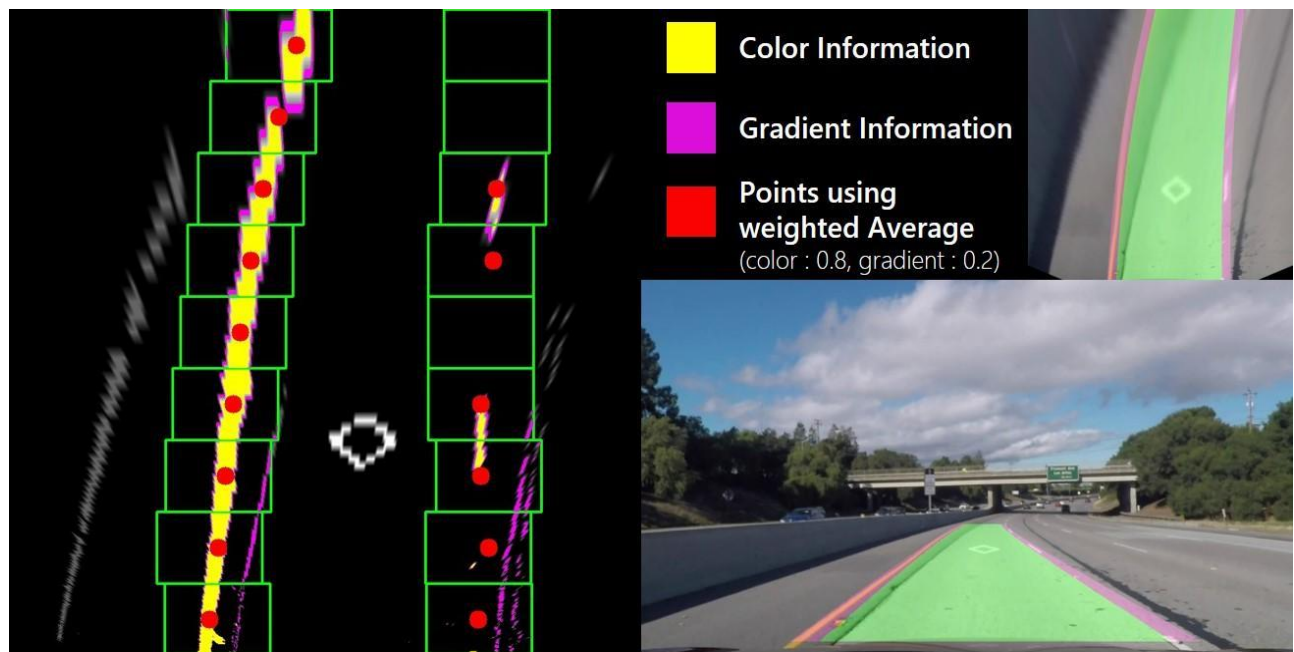 Color Information
Gradient Information
Points using
weighted Average
(color : 0.8, gradient : 0.2)